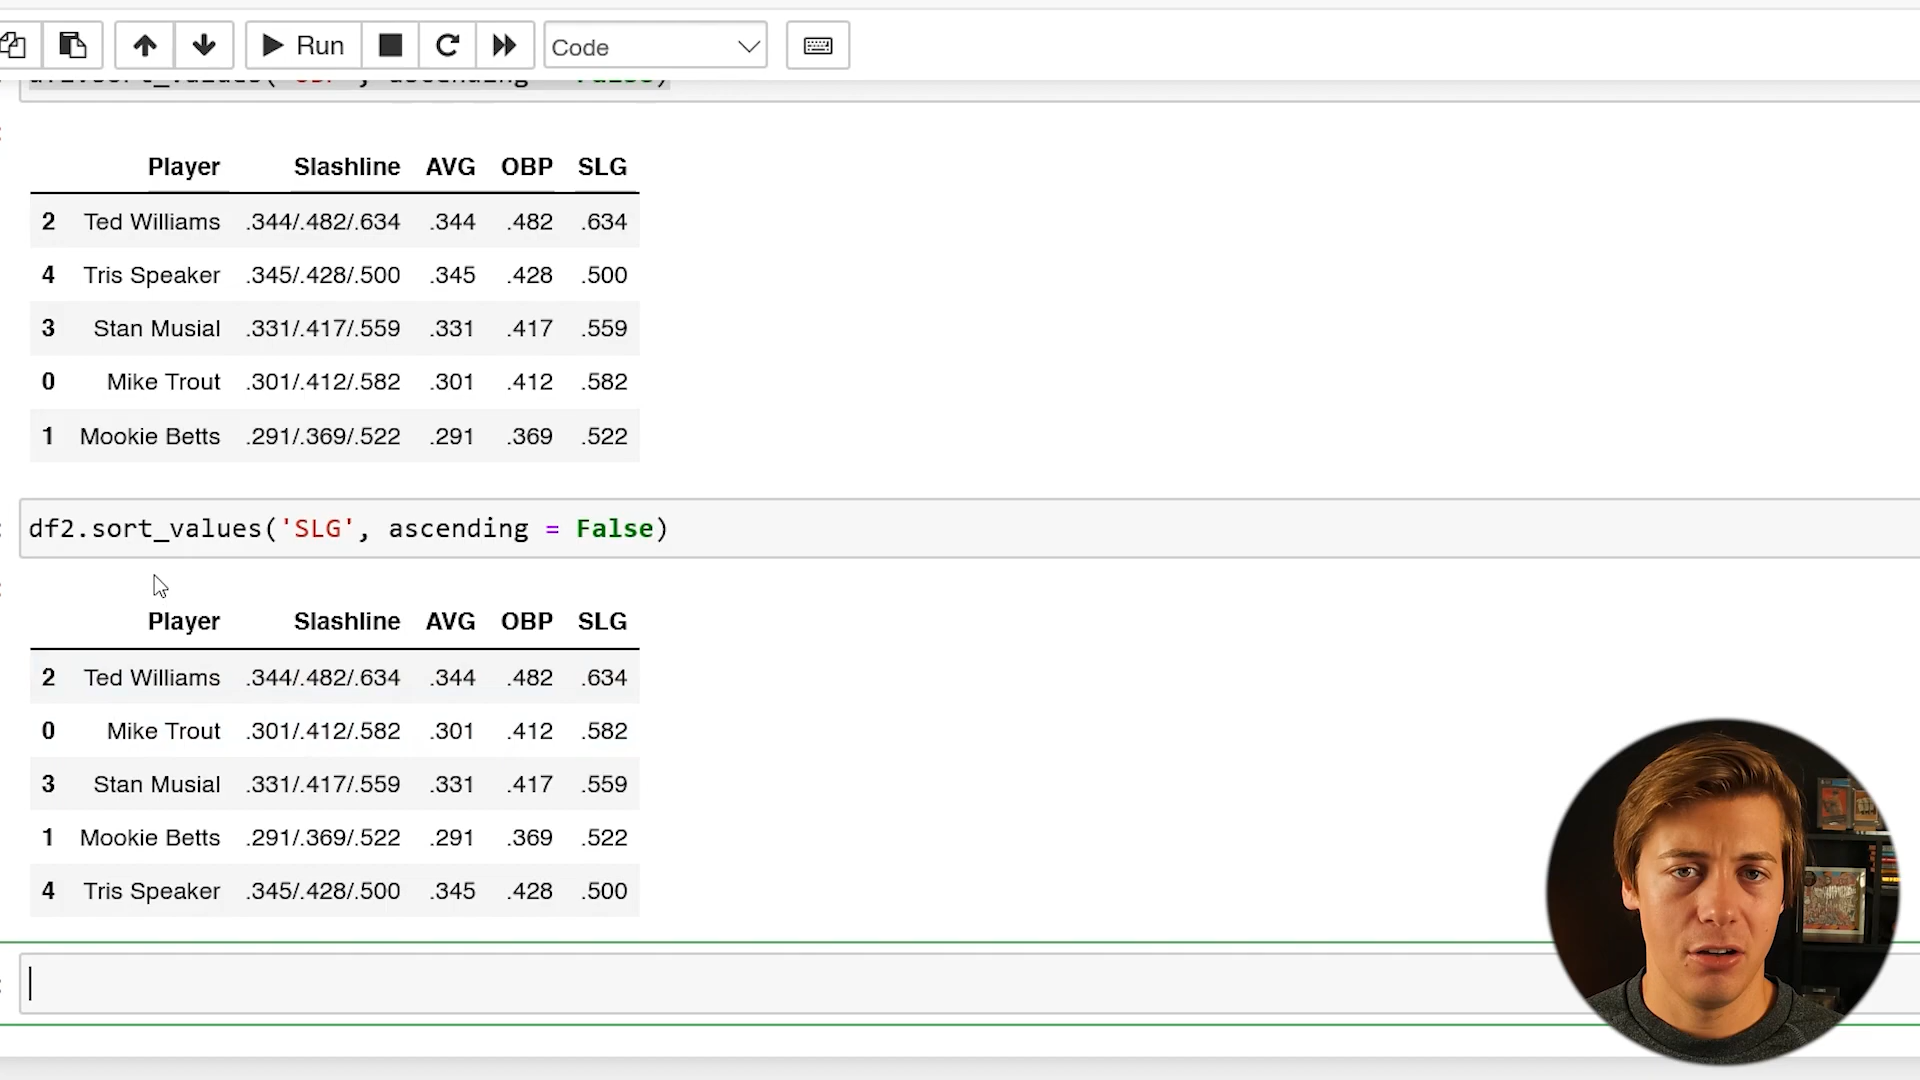 Run Code
df2.sort_values('OBP', ascending = False)
Player Slashline AVG OBP SLG
2 Ted Williams .344/.482/.634 .344 .482 .634
4 Tris Speaker .345/.428/.500 .345 .428 .500
3 Stan Musial .331/.417/.559 .331 .417 .559
0 Mike Trout .301/.412/.582 .301 .412 .582
1 Mookie Betts .291/.369/.522 .291 .369 .522
df2.sort_values('SLG', ascending = False)
Player Slashline AVG OBP SLG
2 Ted Williams .344/.482/.634 .344 .482 .634
0 Mike Trout .301/.412/.582 .301 .412 .582
3 Stan Musial .331/.417/.559 .331 .417 .559
1 Mookie Betts .291/.369/.522 .291 .369 .522
4 Tris Speaker .345/.428/.500 .345 .428 .500